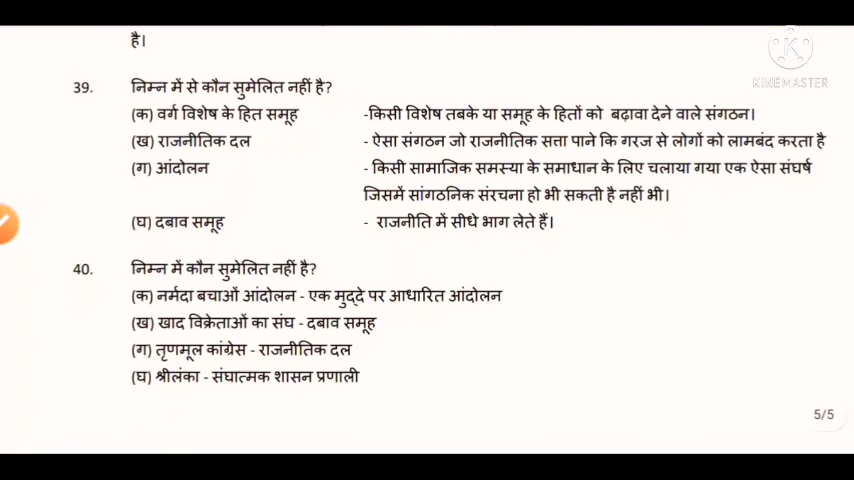 है।
KINEMASTER
39. निम्न में से कौन सुमेलित नहीं है?
(क) वर्ग विशेष के हित समूह -किसी विशेष तबके या समूह के हितों को बढ़ावा देने वाले संगठन।
(ख) राजनीतिक दल - ऐसा संगठन जो राजनीतिक सत्ता पाने कि गरज से लोगों को लामबंद करता है
(ग) आंदोलन - किसी सामाजिक समस्या के समाधान के लिए चलाया गया एक ऐसा संघर्ष
जिसमें सांगठनिक संरचना हो भी सकती है नहीं भी।
(घ) दबाव समूह - राजनीति में सीधे भाग लेते हैं।
40. निम्न में कौन सुमेलित नहीं है?
(क) नर्मदा बचाओं आंदोलन - एक मुद्दे पर आधारित आंदोलन
(ख) खाद विक्रेताओं का संघ - दबाव समूह
(ग) तृणमूल कांग्रेस - राजनीतिक दल
(घ) श्रीलंका - संघात्मक शासन प्रणाली
5/5